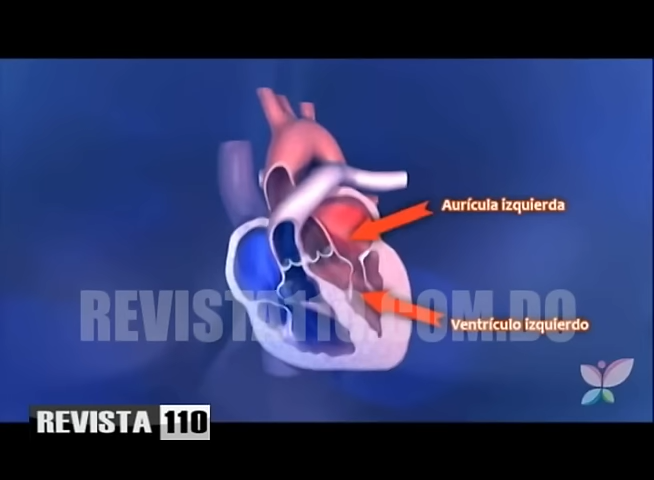 Aurícula izquierda
REVISTA110.COM.DO
Ventrículo izquierdo
REVISTA 110